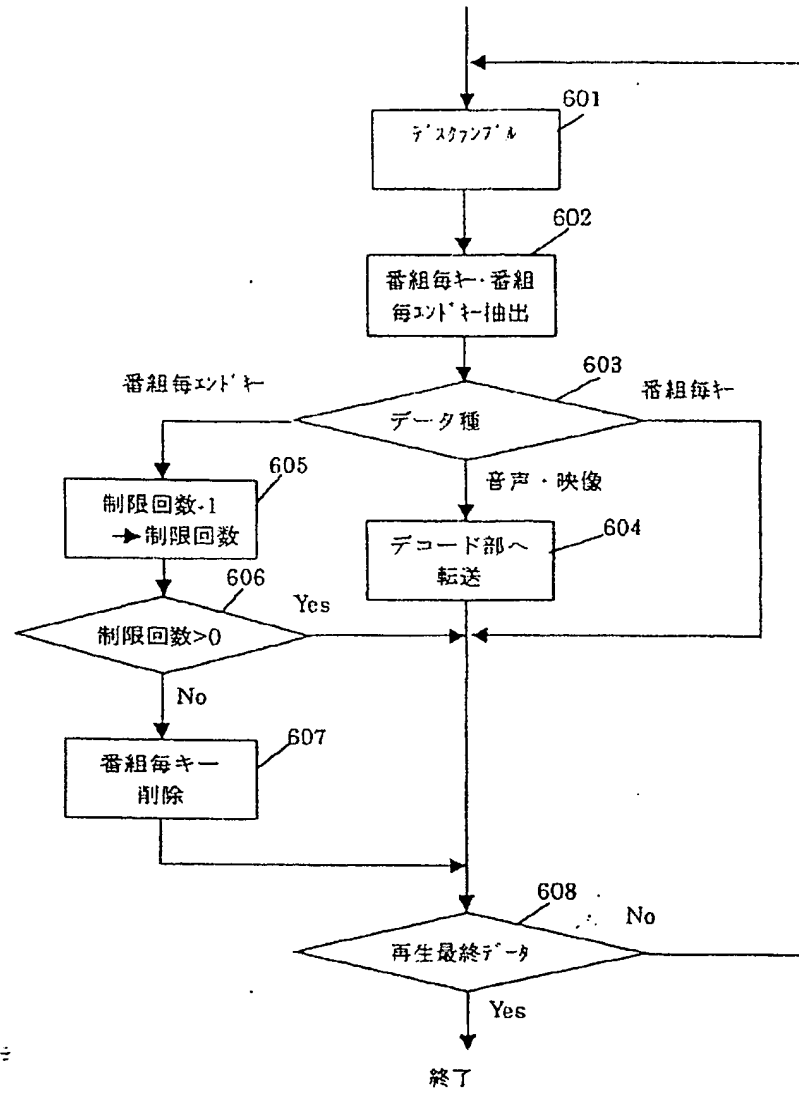 601
デスクランブル
602
番組毎キー・番組
毎エンドキー抽出
603
番組毎エンドキー
番組毎キー
データ種
605
音声・映像
制限回数-1
→制限回数
604
デコード部へ
転送
606
Yes
制限回数>0
No
607
番組毎キー
削除
608
No
再生最終データ
Yes
終了